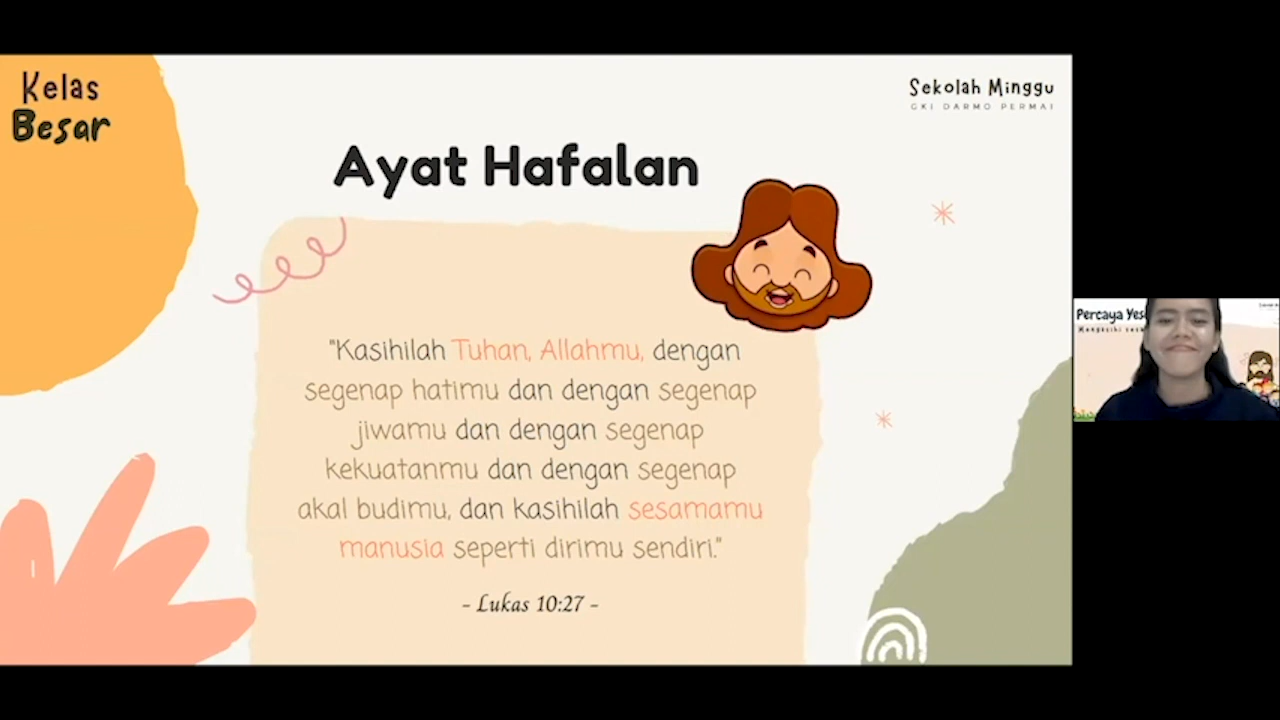 Kelas
Besar
Sekolah Minggu
GKI DARMO PERMAI
Ayat Hafalan
"Kasihilah Tuhan, Allahmu, dengan
segenap hatimu dan dengan segenap
jiwamu dan dengan segenap
kekuatanmu dan dengan segenap
akal budimu, dan kasihilah sesamamu
manusia seperti dirimu sendiri."
- Lukas 10:27 -
Percaya